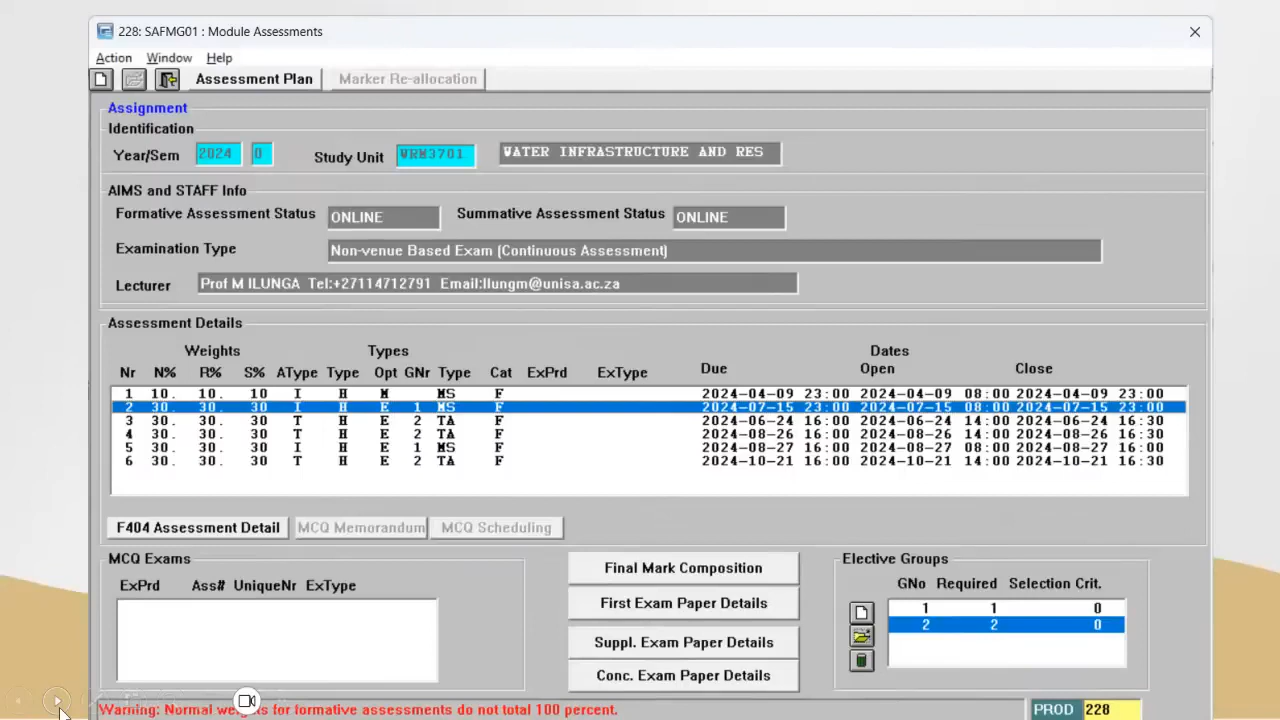 228: SAFMG01 : Module Assessments
Action Window Help
Assessment Plan Marker Re-allocation
Assignment
Identification
Year/Sem 2024 0 Study Unit WRM3701 WATER INFRASTRUCTURE AND RES
AIMS and STAFF Info
Formative Assessment Status ONLINE Summative Assessment Status ONLINE
Examination Type Non-venue Based Exam (Continuous Assessment)
Lecturer Prof M ILUNGA Tel:+27114712791 Email:Ilungm@unisa.ac.za
Assessment Details
Weights Types Dates
Nr N% R% S% AType Type Opt GNr Type Cat ExPrd ExType Due Open Close
1 10. 10. 10 I H M MS F 2024-04-09 23:00 2024-04-09 08:00 2024-04-09 23:00
2 30. 30. 30 I H E 1 MS F 2024-07-15 23:00 2024-07-15 08:00 2024-07-15 23:00
3 30. 30. 30 T H E 2 TA F 2024-06-24 16:00 2024-06-24 14:00 2024-06-24 16:30
4 30. 30. 30 T H E 2 TA F 2024-08-26 16:00 2024-08-26 14:00 2024-08-26 16:30
5 30. 30. 30 I H E 1 MS F 2024-08-27 16:00 2024-08-27 08:00 2024-08-27 16:00
6 30. 30. 30 T H E 2 TA F 2024-10-21 16:00 2024-10-21 14:00 2024-10-21 16:30
F404 Assessment Detail MCQ Memorandum MCQ Scheduling
MCQ Exams
ExPrd Ass# UniqueNr ExType
Final Mark Composition
First Exam Paper Details
Suppl. Exam Paper Details
Conc. Exam Paper Details
Elective Groups
GNo Required Selection Crit.
1 1 0
2 2 0
Warning: Normal weights for formative assessments do not total 100 percent.
PROD 228